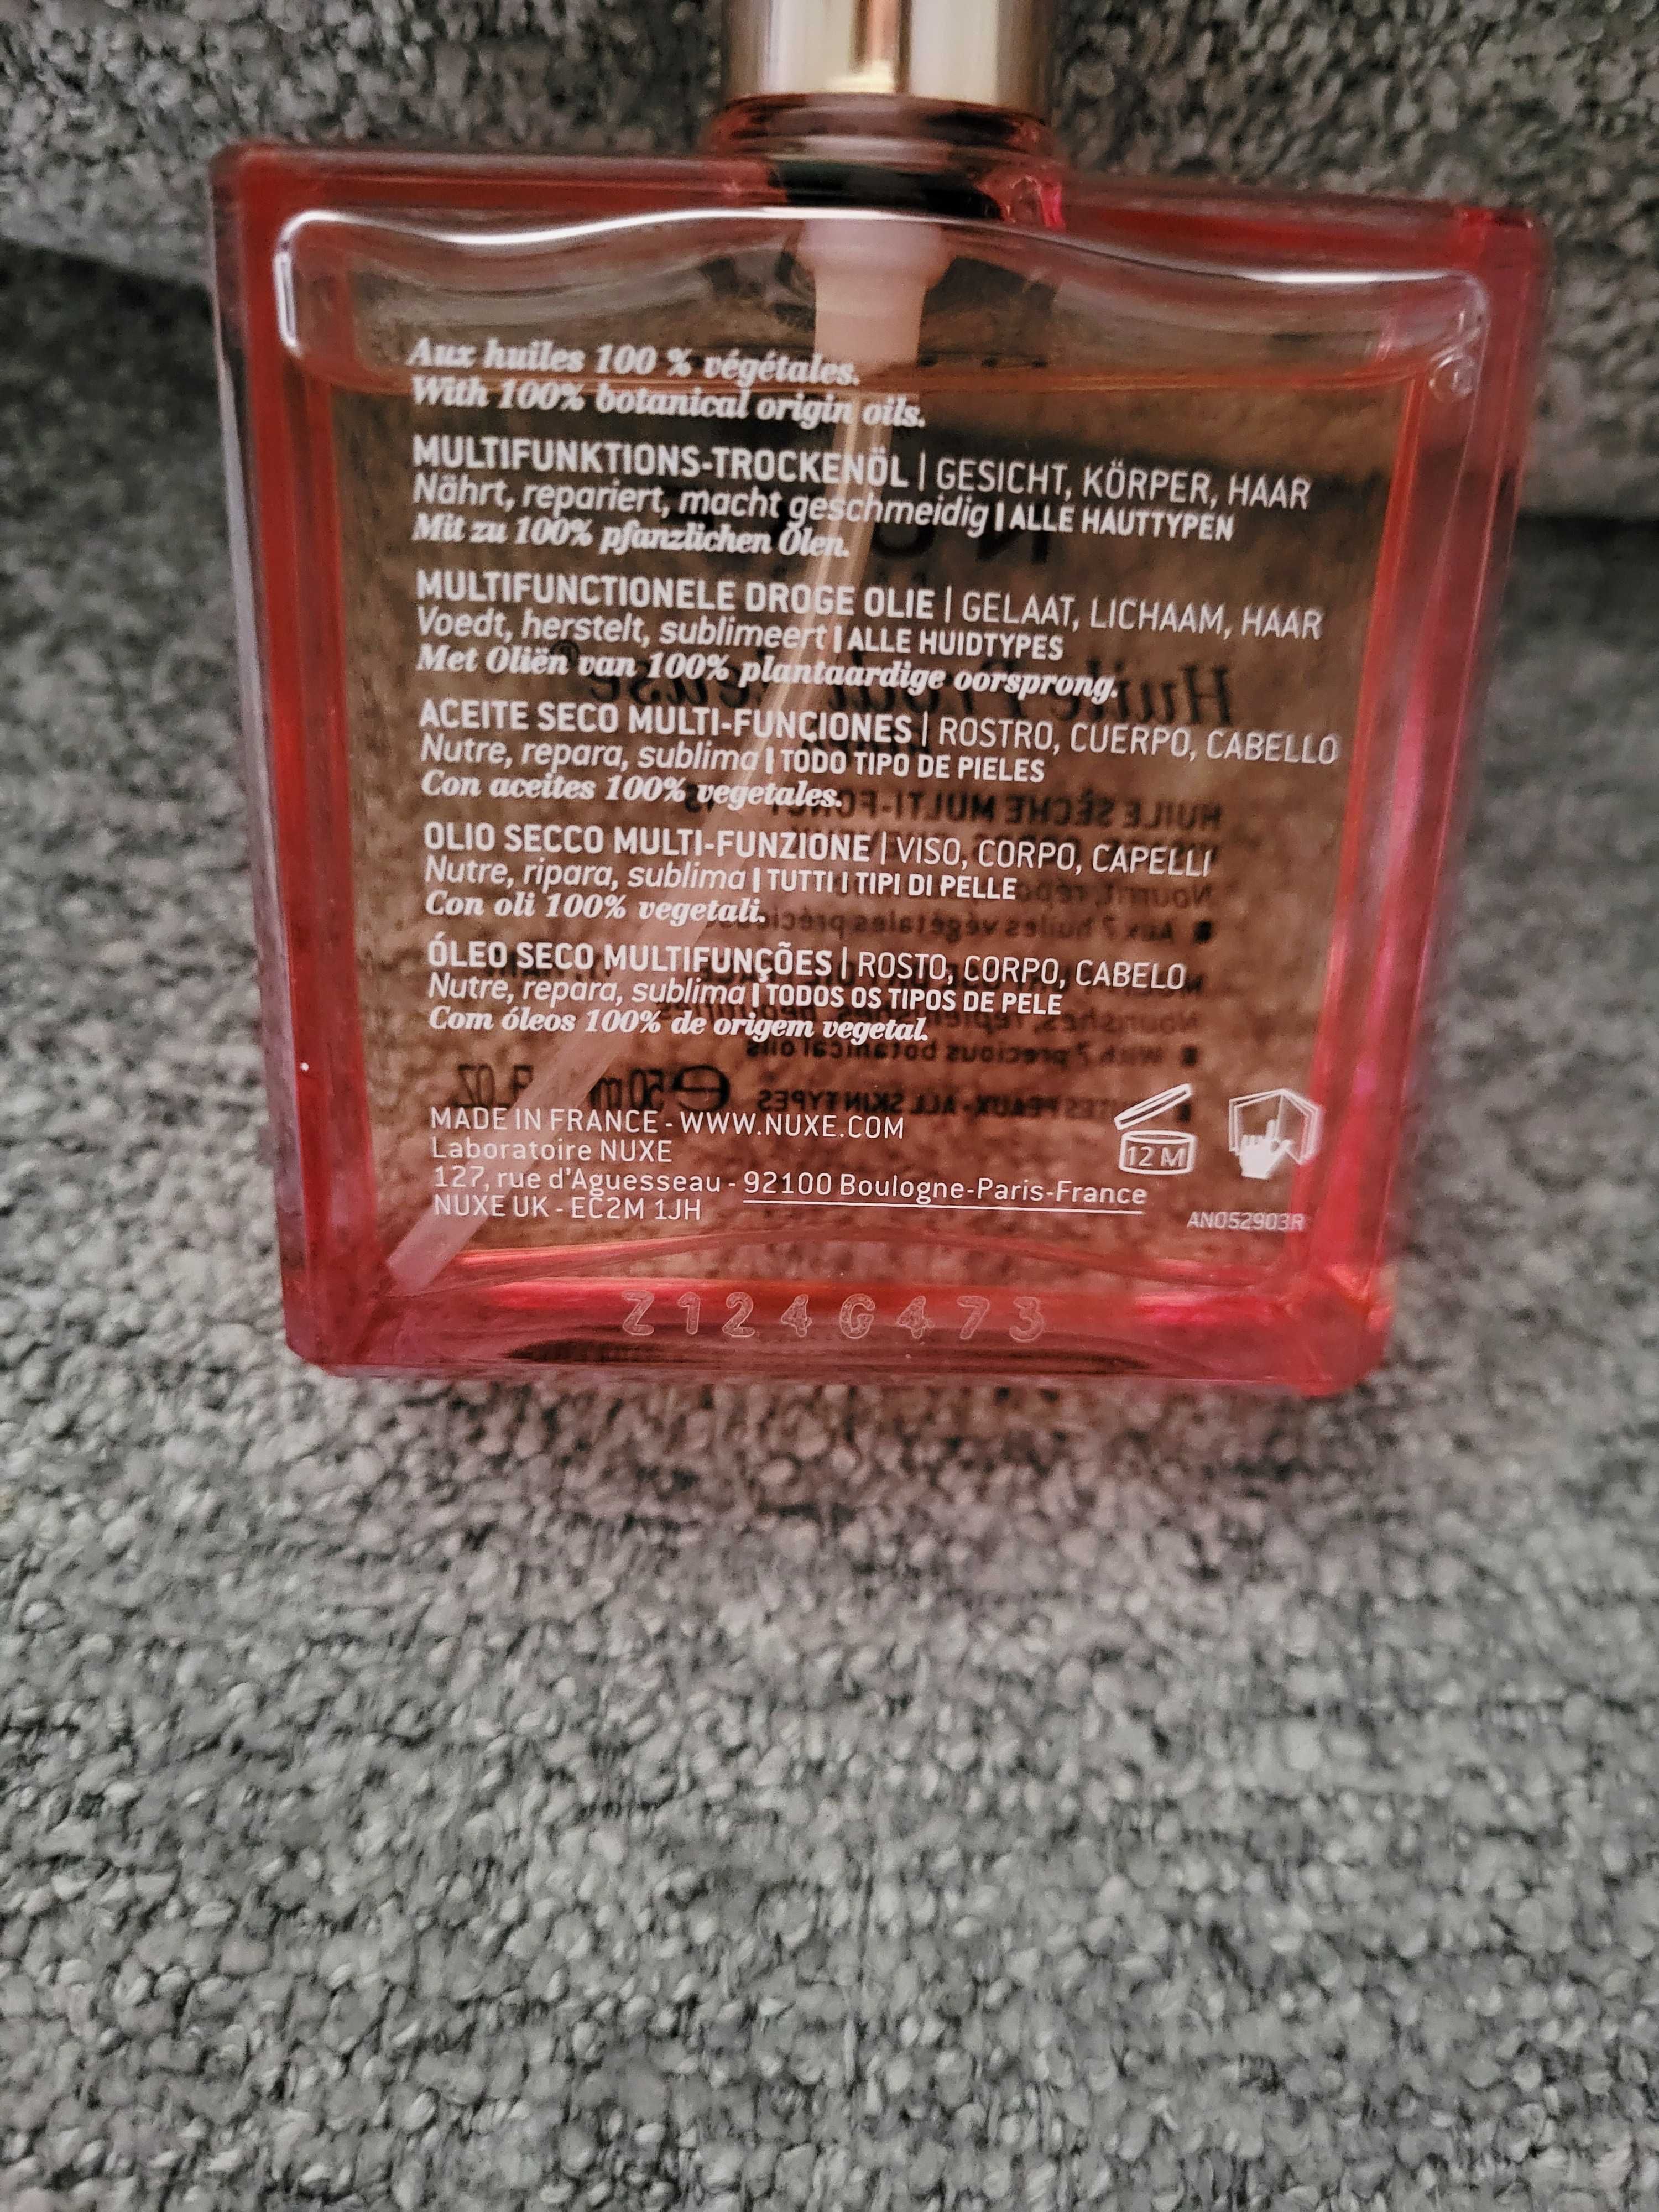 Aux huiles 100 % végétales.
With 100% botanical origin oils.
MULTIFUNKTIONS-TROCKENÖL | GESICHT, KÖRPER, HAAR
Nährt, repariert, macht geschmeidig | ALLE HAUTTYPEN
Mit zu 100% pfanzlichen Ölen.
MULTIFUNCTIONELE DROGE OLIE | GELAAT, LICHAAM, HAAR
Voedt, herstelt, sublimeert | ALLE HUIDTYPES
Met Oliën van 100% plantaardige oorsprong.
ACEITE SECO MULTI-FUNCIONES | ROSTRO, CUERPO, CABELLO
Nutre, repara, sublima | TODO TIPO DE PIELES
Con aceites 100% vegetales.
OLIO SECCO MULTI-FUNZIONE | VISO, CORPO, CAPELLI
Nutre, ripara, sublima | TUTTI I TIPI DI PELLE
Con oli 100% vegetali.
ÓLEO SECO MULTIFUNÇÕES | ROSTO, CORPO, CABELO
Nutre, repara, sublima | TODOS OS TIPOS DE PELE
Com óleos 100% de origem vegetal.
MADE IN FRANCE - WWW.NUXE.COM
Laboratoire NUXE
127, rue d'Aguesseau - 92100 Boulogne-Paris-France
NUXE UK - EC2M 1JH
12 M
AN052903R
Z124G473